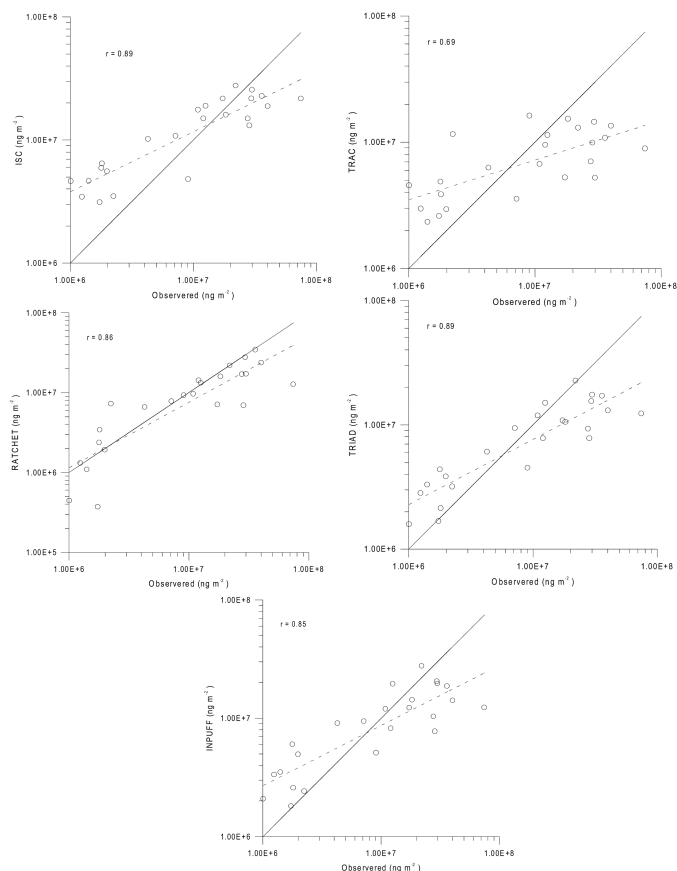 1.00E+8
r = 0.89
1.00E+7
ISC (ng m-2)
1.00E+6
1.00E+6 1.00E+7 1.00E+8
Observered (ng m-2)
1.00E+8
r = 0.69
1.00E+7
TRAC (ng m-2)
1.00E+6
1.00E+6 1.00E+7 1.00E+8
Observered (ng m-2)
1.00E+8
r = 0.86
1.00E+7
RATCHET (ng m-2)
1.00E+6
1.00E+5
1.00E+6 1.00E+7 1.00E+8
Observered (ng m-2)
1.00E+8
r = 0.89
1.00E+7
TRIAD (ng m-2)
1.00E+6
1.00E+6 1.00E+7 1.00E+8
Observered (ng m-2)
1.00E+8
r = 0.85
1.00E+7
INPUFF (ng m-2)
1.00E+6
1.00E+6 1.00E+7 1.00E+8
Observered (ng m-2)